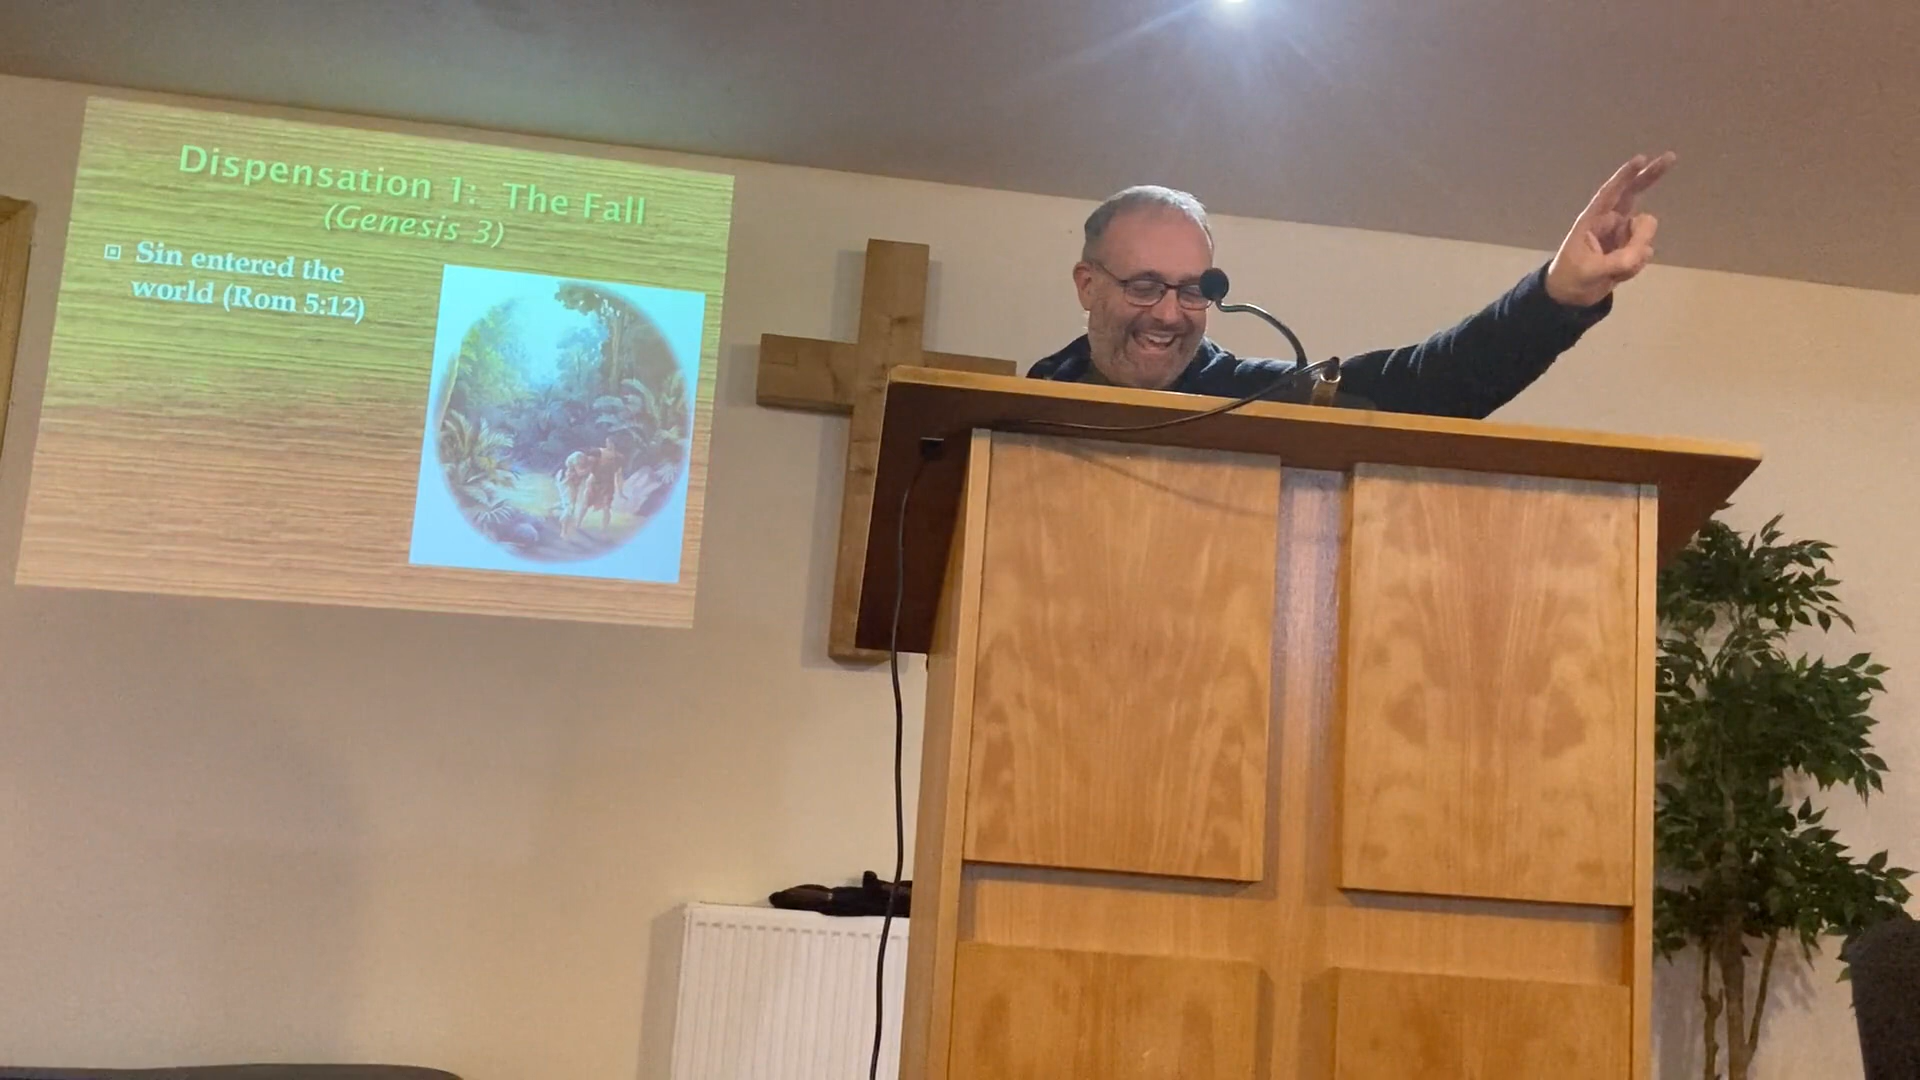 Dispensation 1: The Fall
(Genesis 3)
Sin entered the
world (Rom 5:12)